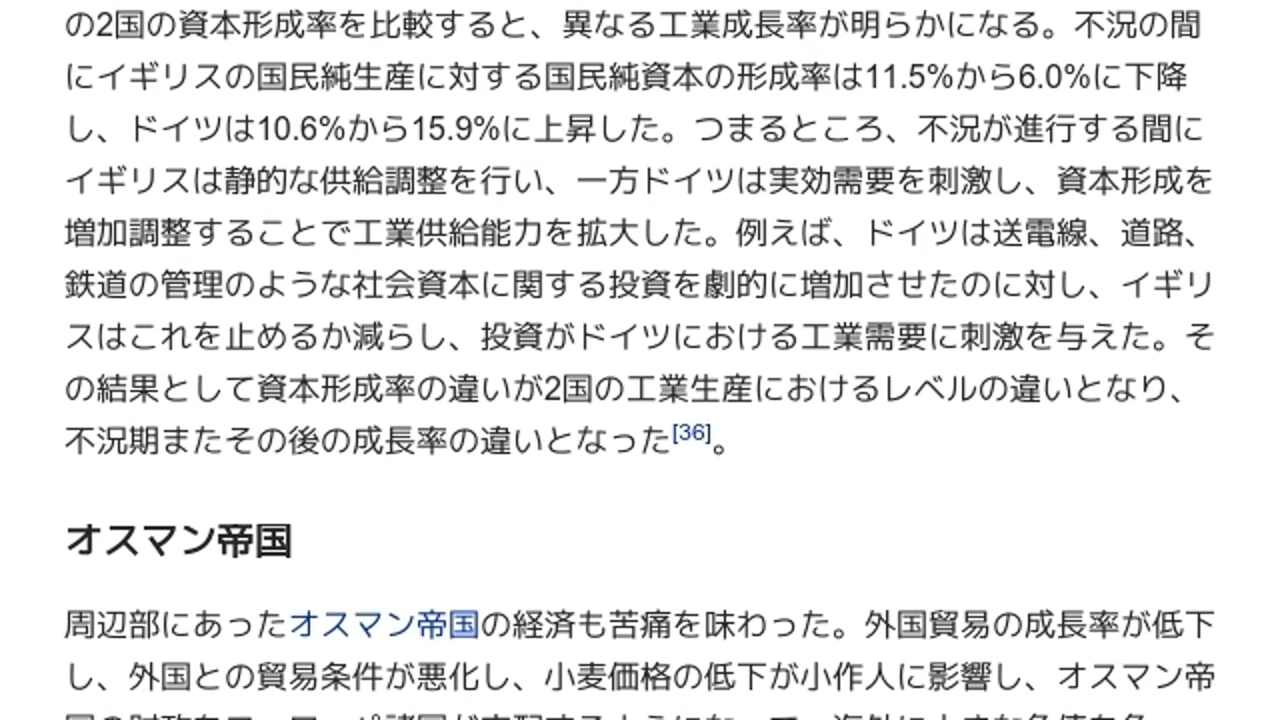 の2国の資本形成率を比較すると、異なる工業成長率が明らかになる。不況の間
にイギリスの国民純生産に対する国民純資本の形成率は11.5%から6.0%に下降
し、ドイツは10.6%から15.9%に上昇した。つまるところ、不況が進行する間に
イギリスは静的な供給調整を行い、一方ドイツは実効需要を刺激し、資本形成を
増加調整することで工業供給能力を拡大した。例えば、ドイツは送電線、道路、
鉄道の管理のような社会資本に関する投資を劇的に増加させたのに対し、イギリ
スはこれを止めるか減らし、投資がドイツにおける工業需要に刺激を与えた。そ
の結果として資本形成率の違いが2国の工業生産におけるレベルの違いとなり、
不況期またその後の成長率の違いとなった[36]。
オスマン帝国
周辺部にあったオスマン帝国の経済も苦痛を味わった。外国貿易の成長率が低下
し、外国との貿易条件が悪化し、小麦価格の低下が小作人に影響し、オスマン帝